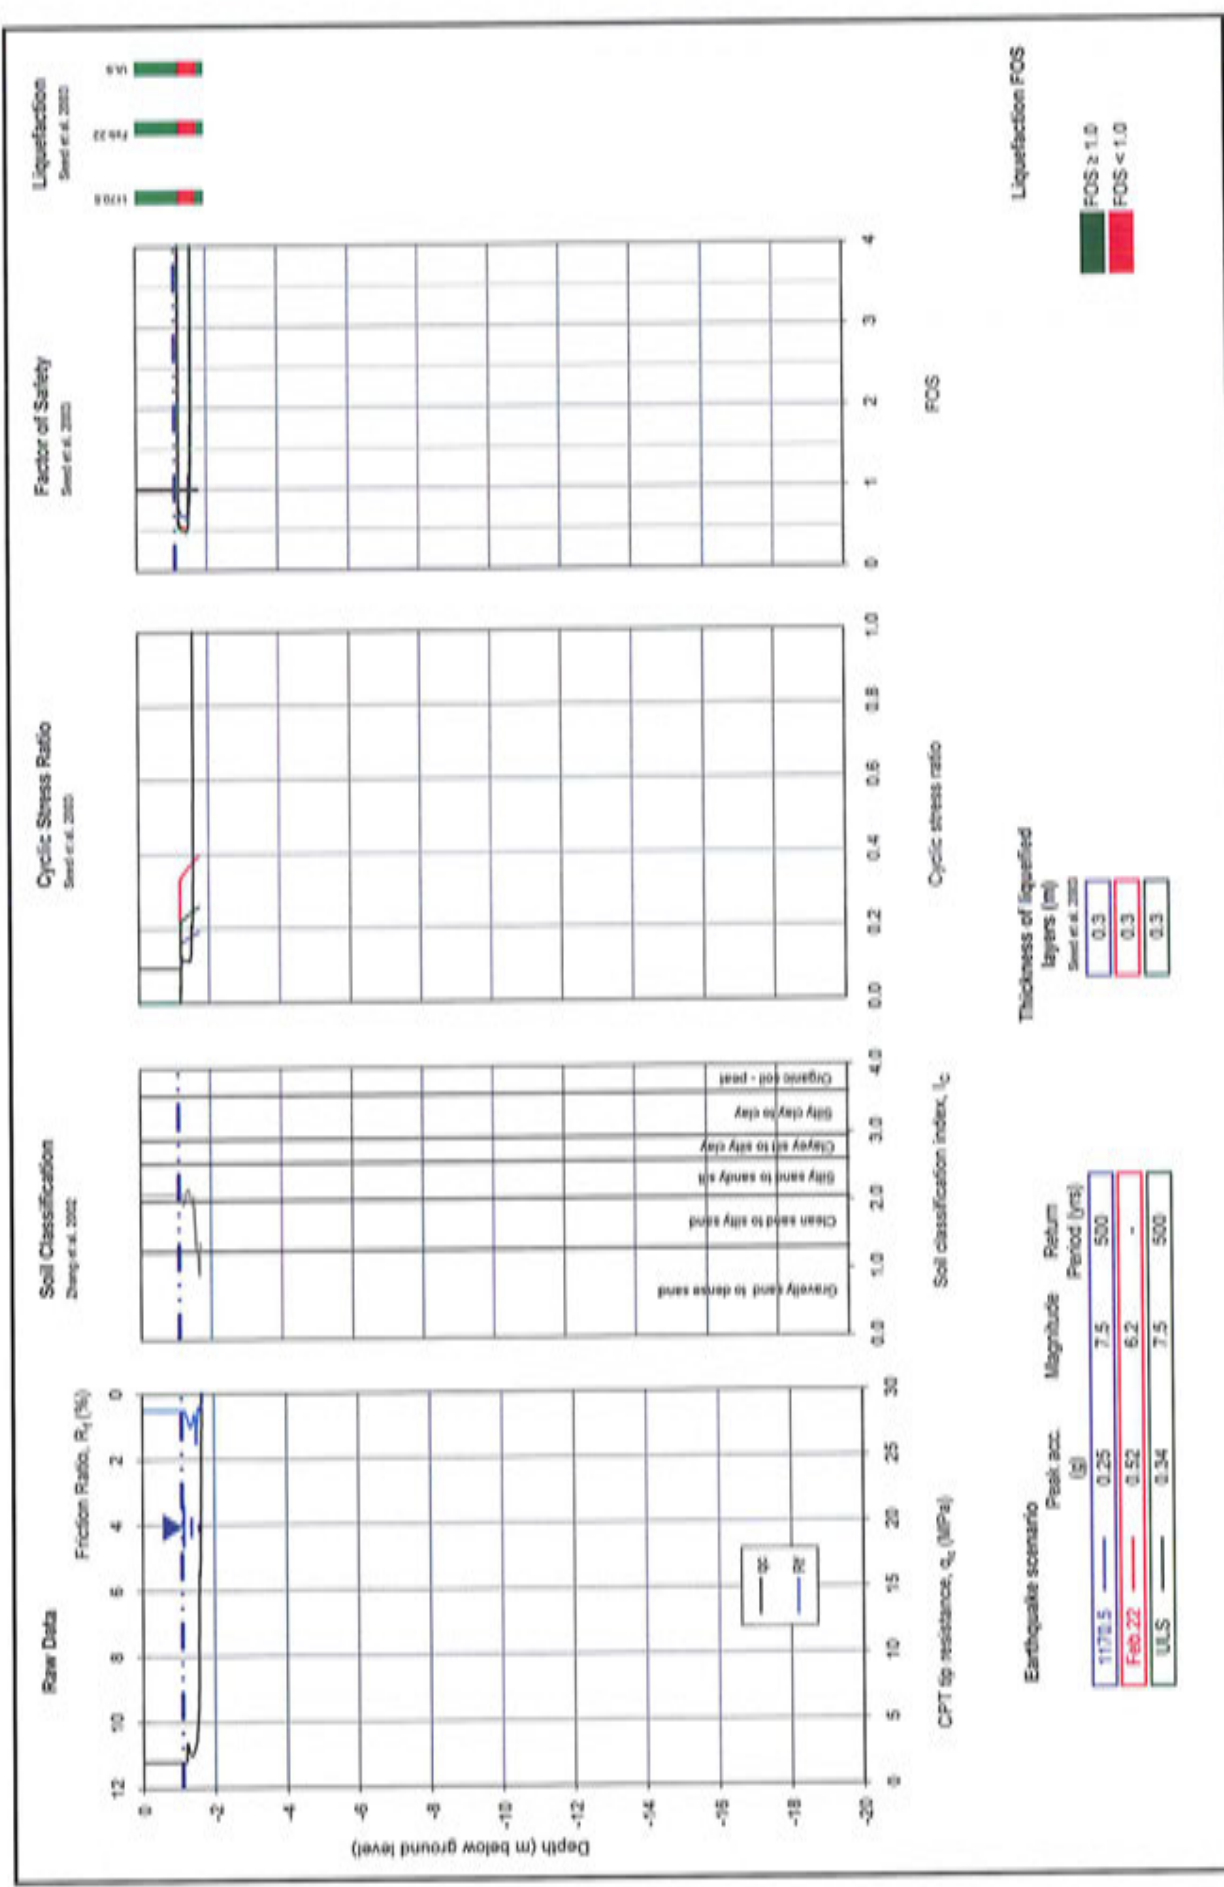 Raw Data
Friction Ratio, Rf (%)
12 10 8 6 4 2 0
0
-2
-4
-6
-8
-10
-12
-14
-16
-18
-20
Depth (m below ground level)
qc
Rf
0 5 10 15 20 25 30
CPT tip resistance, qc (MPa)
Soil Classification
Zhang et al. 2002
Gravelly sand to dense sand
Clean sand to silty sand
Silty sand to sandy silt
Clayey silt to silty clay
Silty clay to clay
Organic soil - peat
0.0 1.0 2.0 3.0 4.0
Soil classification index, IC
Cyclic Stress Ratio
Seed et al. 2003
0.0 0.2 0.4 0.6 0.8 1.0
Cyclic stress ratio
Factor of Safety
Seed et al. 2003
0 1 2 3 4
FOS
Liquefaction
Seed et al. 2003
1170.5 Feb.22 ULS
Earthquake scenario
Peak acc. (g) Magnitude Return Period (yrs)
1170.5 0.25 7.5 500
Feb.22 0.52 6.2 -
ULS 0.34 7.5 500
Thickness of liquefied
layers (m)
Seed et al. 2003
0.3
0.3
0.3
Liquefaction FOS
FOS ≥ 1.0
FOS < 1.0